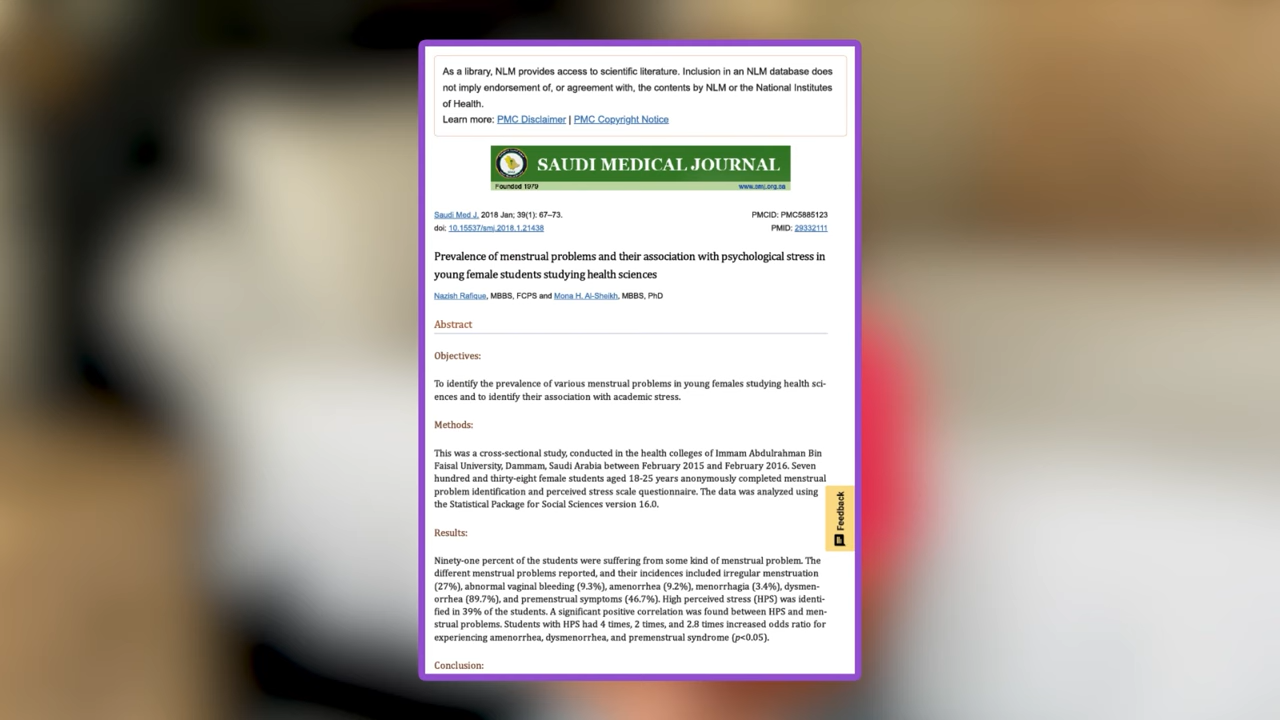 As a library, NLM provides access to scientific literature. Inclusion in an NLM database does
not imply endorsement of, or agreement with, the contents by NLM or the National Institutes
of Health.
Learn more: PMC Disclaimer | PMC Copyright Notice
SAUDI MEDICAL JOURNAL
Founded 1979 www.smj.org.sa
Saudi Med J. 2018 Jan; 39(1): 67–73. PMCID: PMC5885123
doi: 10.15537/smj.2018.1.21438 PMID: 29332111
Prevalence of menstrual problems and their association with psychological stress in
young female students studying health sciences
Nazish Rafique, MBBS, FCPS and Mona H. Al-Sheikh, MBBS, PhD
Abstract
Objectives:
To identify the prevalence of various menstrual problems in young females studying health sci-
ences and to identify their association with academic stress.
Methods:
This was a cross-sectional study, conducted in the health colleges of Immam Abdulrahman Bin
Faisal University, Dammam, Saudi Arabia between February 2015 and February 2016. Seven
hundred and thirty-eight female students aged 18-25 years anonymously completed menstrual
problem identification and perceived stress scale questionnaire. The data was analyzed using
the Statistical Package for Social Sciences version 16.0.
Feedback
Results:
Ninety-one percent of the students were suffering from some kind of menstrual problem. The
different menstrual problems reported, and their incidences included irregular menstruation
(27%), abnormal vaginal bleeding (9.3%), amenorrhea (9.2%), menorrhagia (3.4%), dysmen-
orrhea (89.7%), and premenstrual symptoms (46.7%). High perceived stress (HPS) was identi-
fied in 39% of the students. A significant positive correlation was found between HPS and men-
strual problems. Students with HPS had 4 times, 2 times, and 2.8 times increased odds ratio for
experiencing amenorrhea, dysmenorrhea, and premenstrual syndrome (p<0.05).
Conclusion: